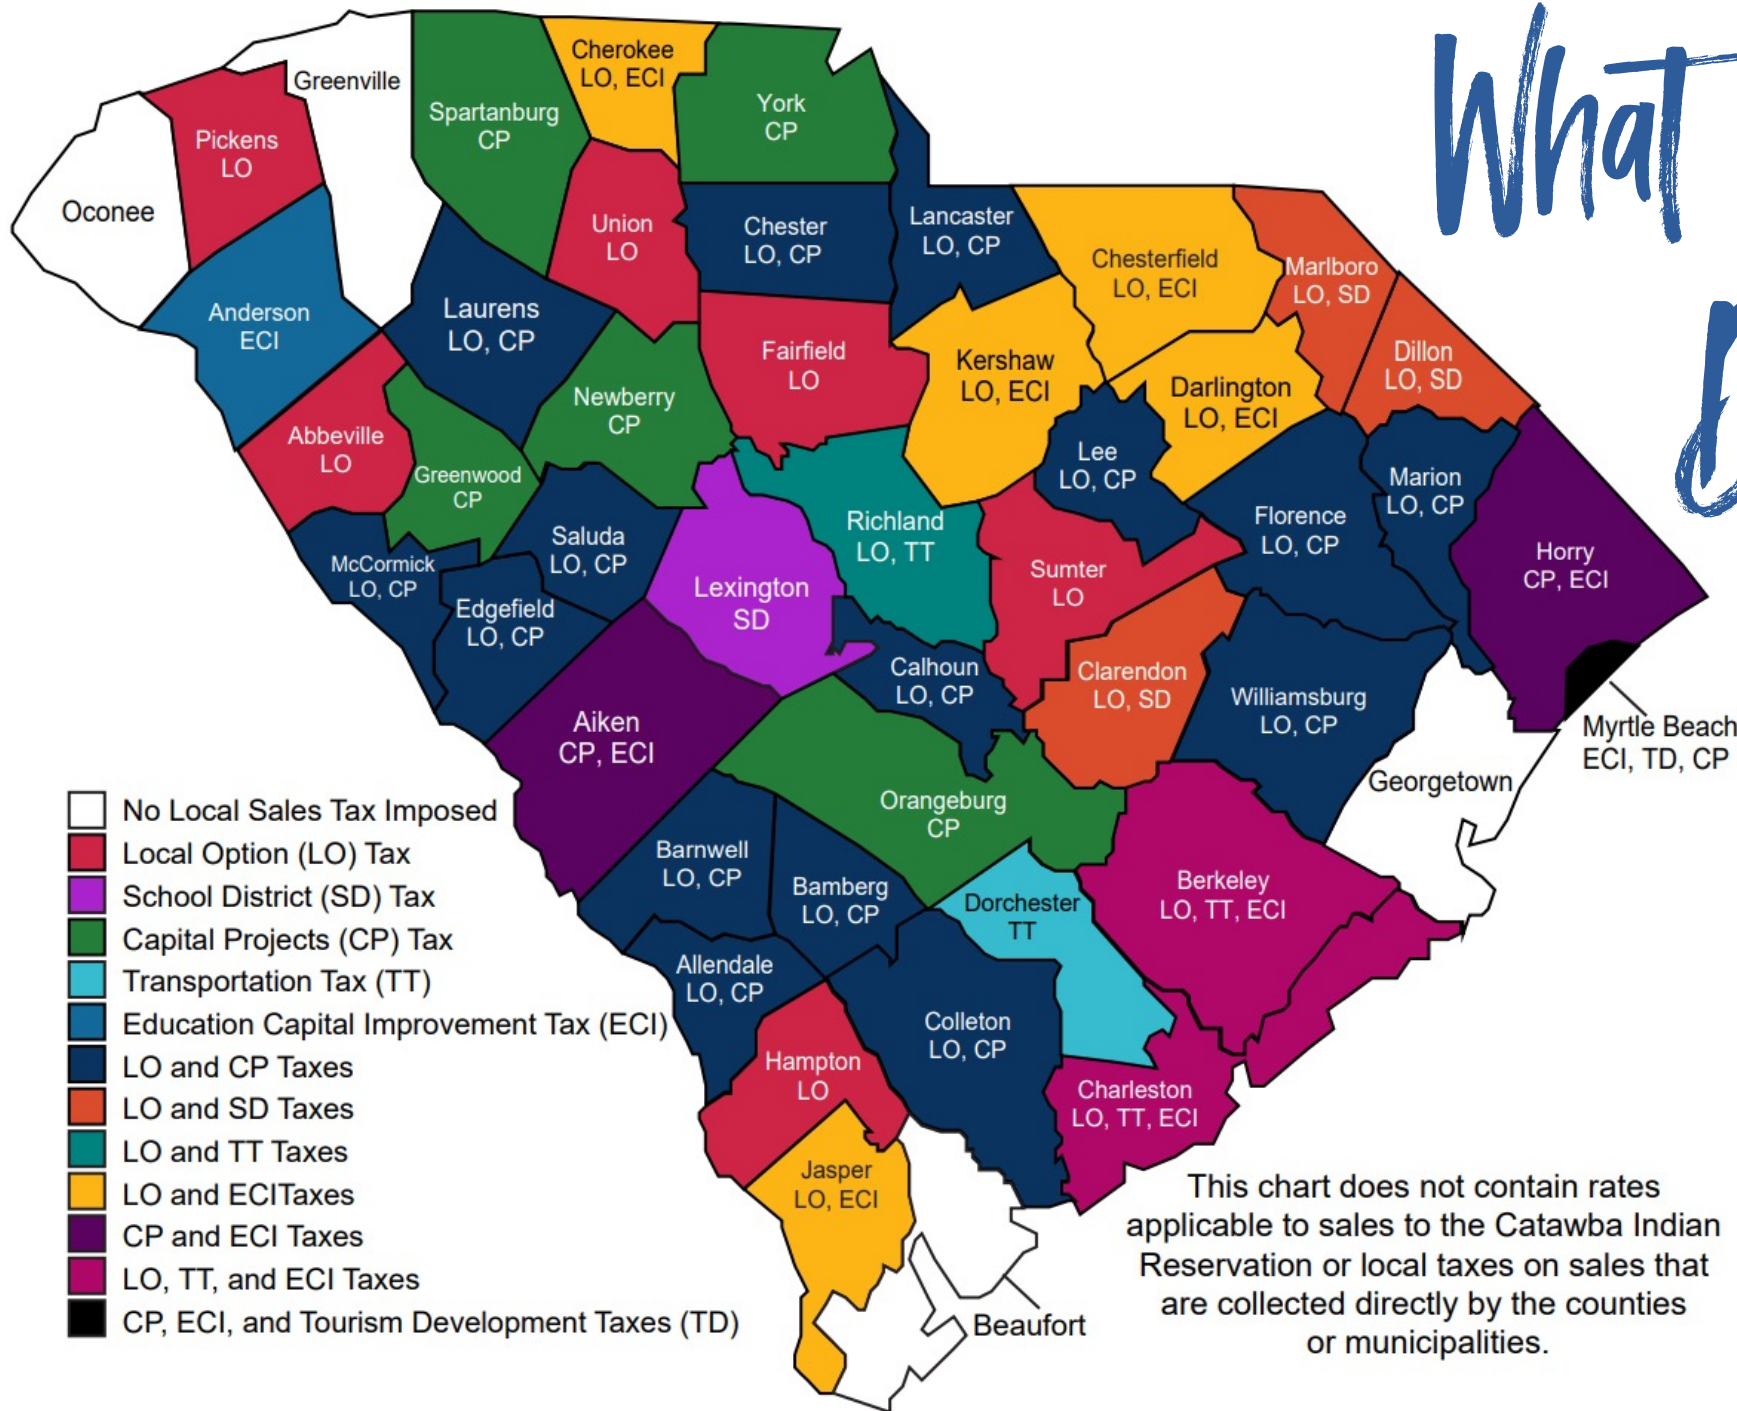 What
Greenville
Cherokee
LO, ECI
Spartanburg
CP
York
CP
Pickens
LO
Oconee
Union
LO
Chester
LO, CP
Lancaster
LO, CP
Chesterfield
LO, ECI
Marlboro
LO, SD
Anderson
ECI
Laurens
LO, CP
Fairfield
LO
Kershaw
LO, ECI
Darlington
LO, ECI
Dillon
LO, SD
Newberry
CP
Abbeville
LO
Greenwood
CP
Lee
LO, CP
Marion
LO, CP
Florence
LO, CP
Richland
LO, TT
Saluda
LO, CP
McCormick
LO, CP
Horry
CP, ECI
Sumter
LO
Lexington
SD
Edgefield
LO, CP
Calhoun
LO, CP
Clarendon
LO, SD
Williamsburg
LO, CP
Aiken
CP, ECI
Myrtle Beach
ECI, TD, CP
Georgetown
Orangeburg
CP
Barnwell
LO, CP
Bamberg
LO, CP
Berkeley
LO, TT, ECI
Dorchester
TT
Allendale
LO, CP
Colleton
LO, CP
Hampton
LO
Charleston
LO, TT, ECI
Jasper
LO, ECI
Beaufort
No Local Sales Tax Imposed
Local Option (LO) Tax
School District (SD) Tax
Capital Projects (CP) Tax
Transportation Tax (TT)
Education Capital Improvement Tax (ECI)
LO and CP Taxes
LO and SD Taxes
LO and TT Taxes
LO and ECITaxes
CP and ECI Taxes
LO, TT, and ECI Taxes
CP, ECI, and Tourism Development Taxes (TD)
This chart does not contain rates
applicable to sales to the Catawba Indian
Reservation or local taxes on sales that
are collected directly by the counties
or municipalities.